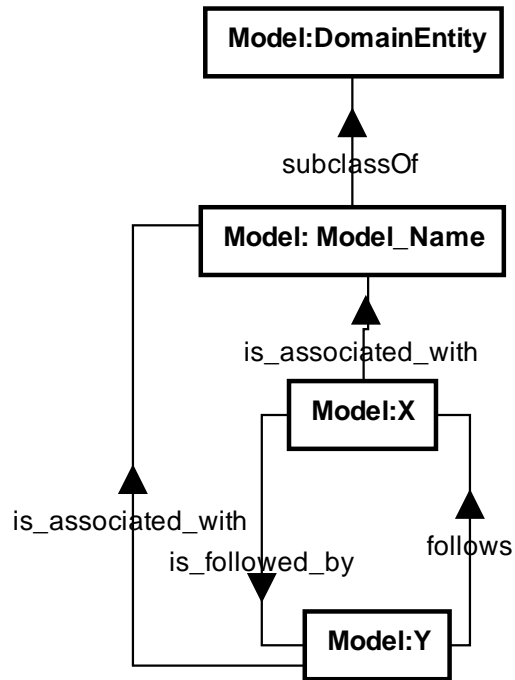 Model:DomainEntity
subclassOf
Model: Model_Name
is_associated_with
Model:X
is_associated_with
is_followed_by
follows
Model:Y